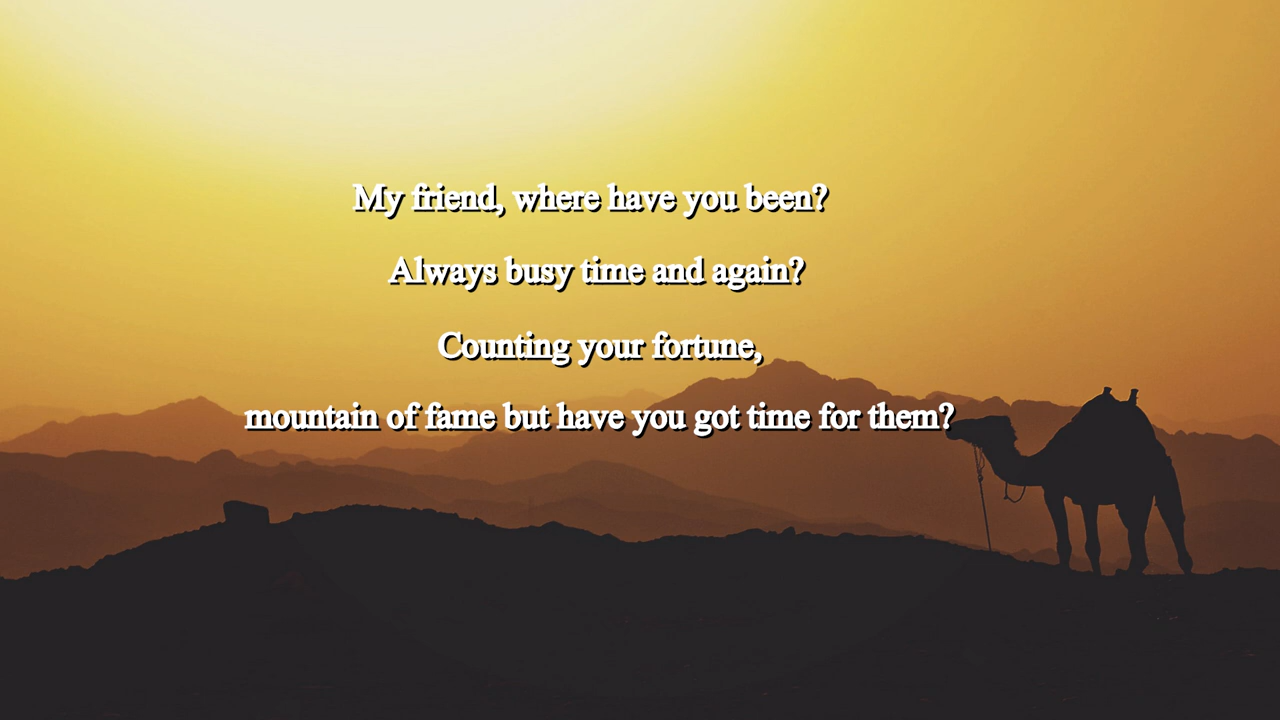 My friend, where have you been?
Always busy time and again?
Counting your fortune,
mountain of fame but have you got time for them?